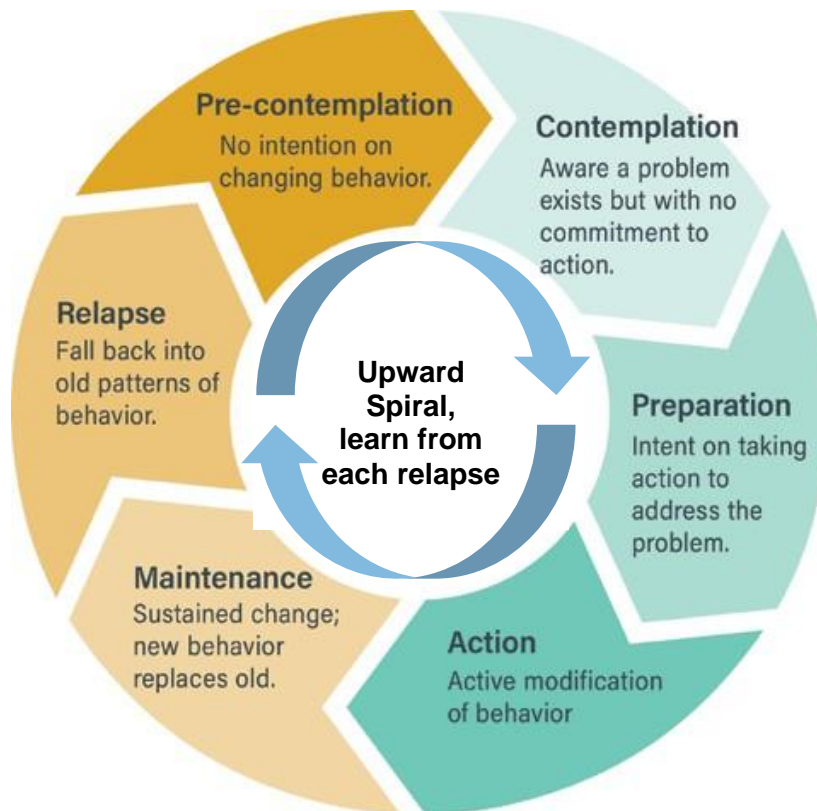 Pre-contemplation
No intention on
changing behavior.
Contemplation
Aware a problem
exists but with no
commitment to
action.
Preparation
Intent on taking
action to
address the
problem.
Action
Active modification
of behavior
Maintenance
Sustained change;
new behavior
replaces old.
Relapse
Fall back into
old patterns of
behavior.
Upward
Spiral,
learn from
each relapse